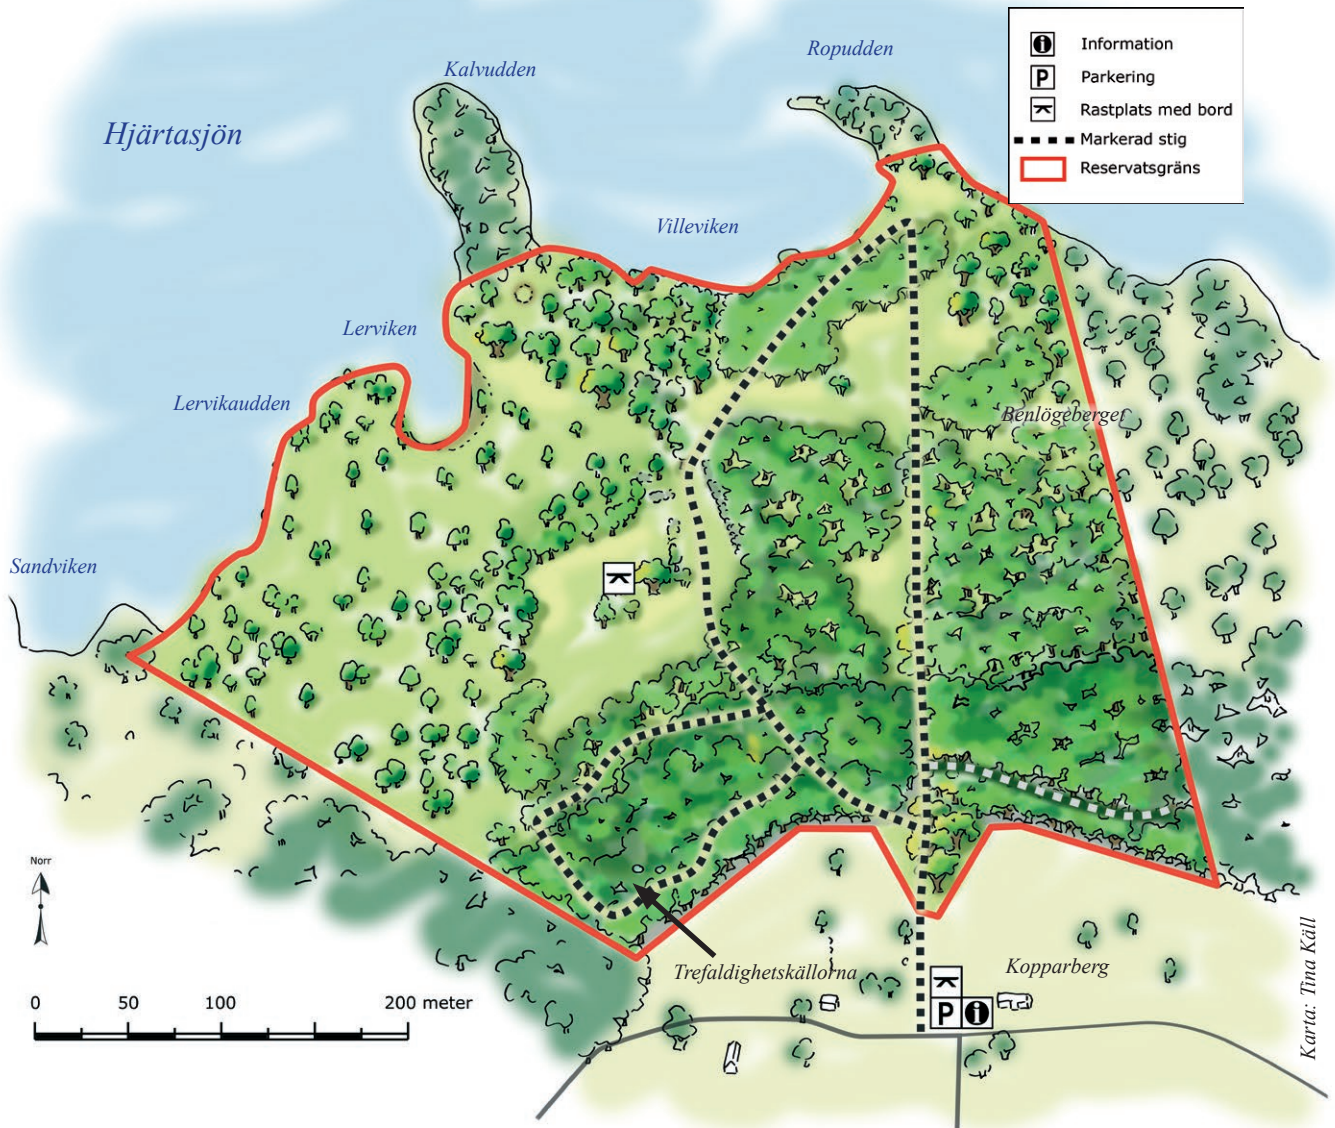 Ropudden
Kalvudden
Hjärtasjön
Villeviken
Lerviken
Lervikaudden
Sandviken
Benlögeberget
Trefaldighetskällorna
Kopparberg
Information
P Parkering
Rastplats med bord
Markerad stig
Reservatsgräns
Norr
0 50 100 200 meter
P i
Karta: Tina Käll